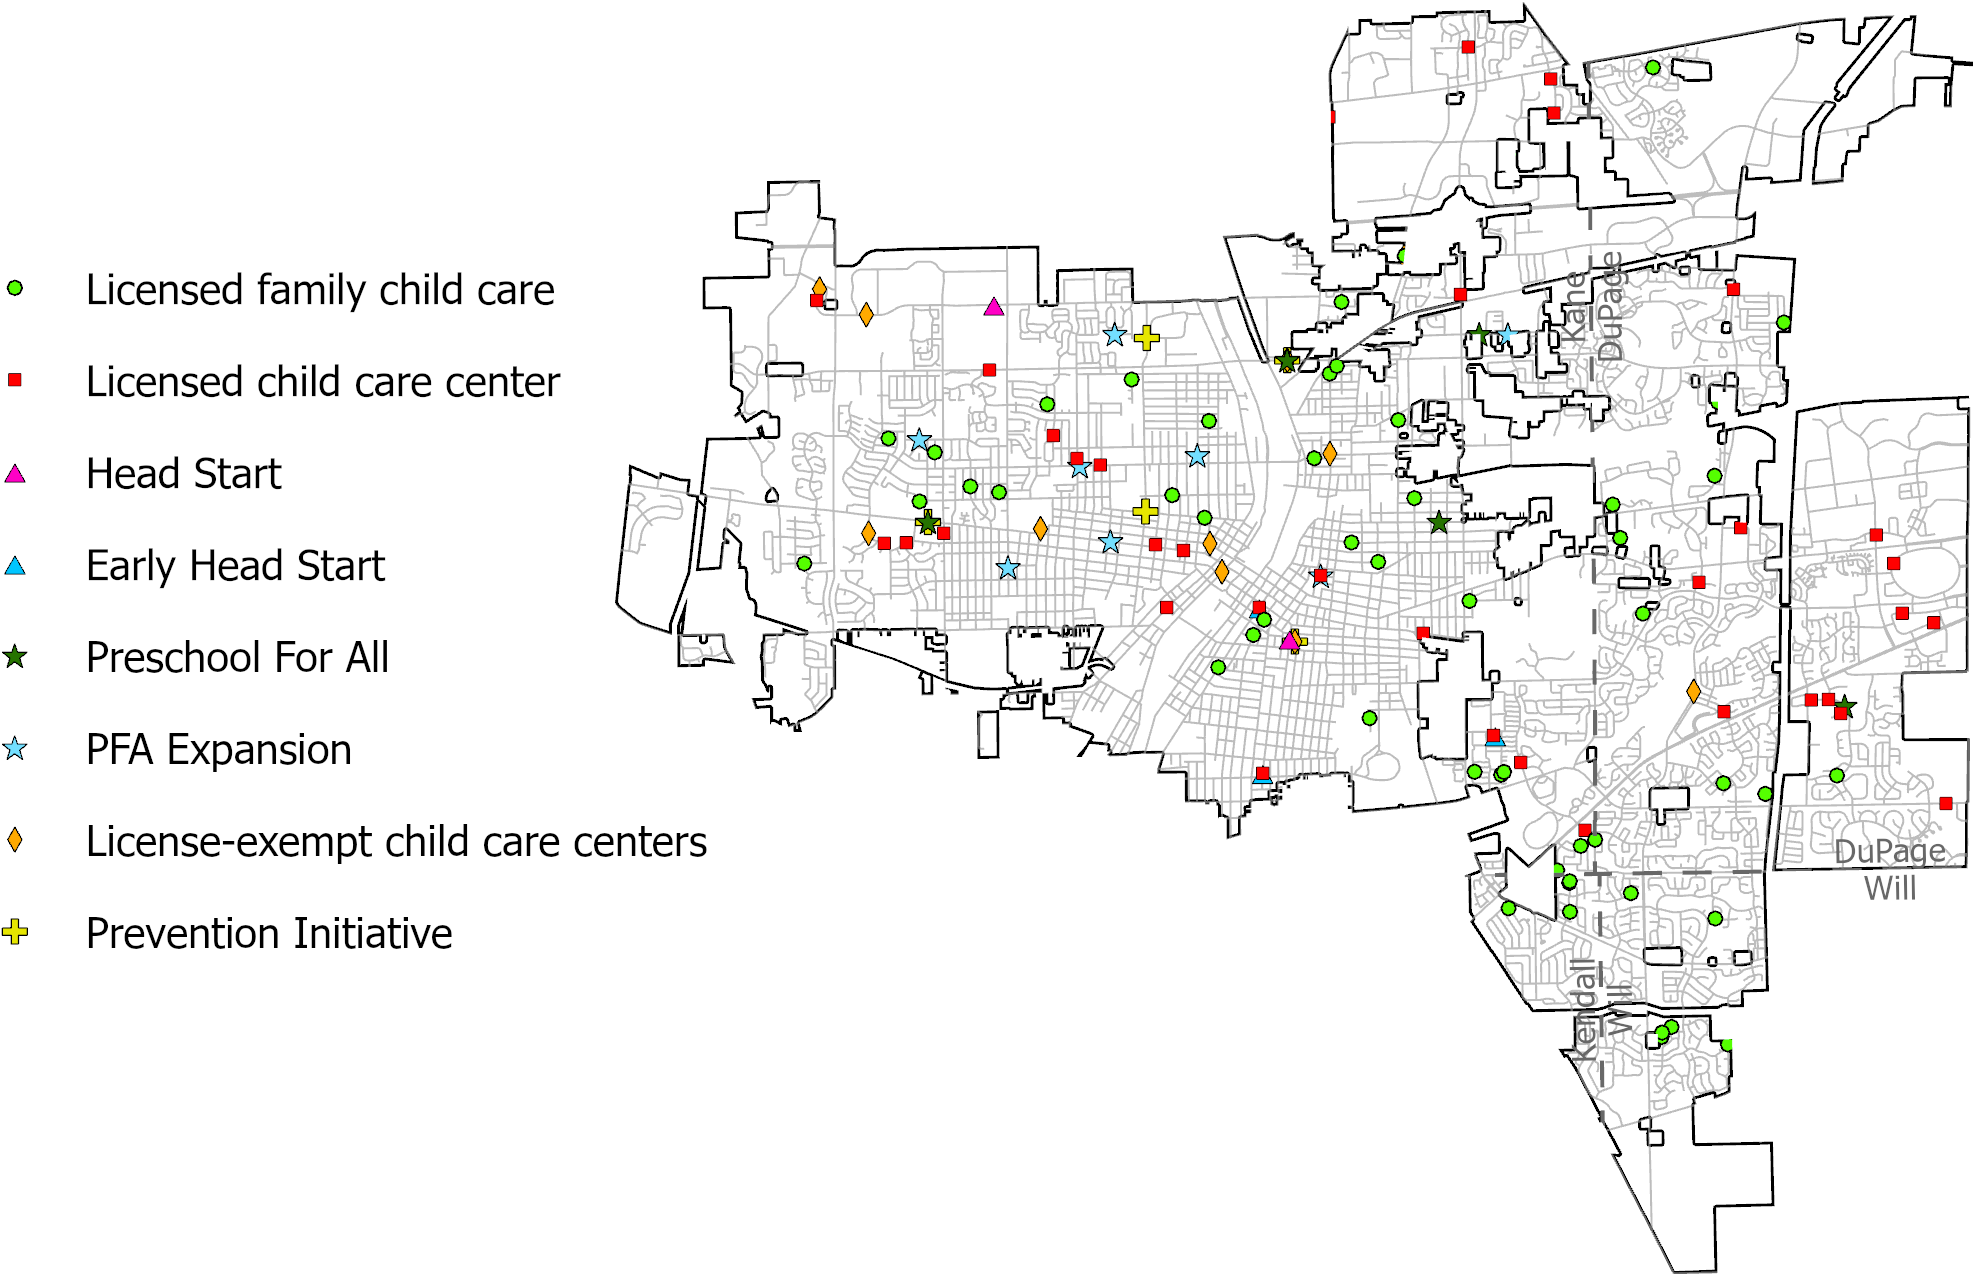 Licensed family child care
Licensed child care center
Head Start
Early Head Start
Preschool For All
PFA Expansion
License-exempt child care centers
Prevention Initiative
Kane
DuPage
DuPage
Will
Kendall
Will